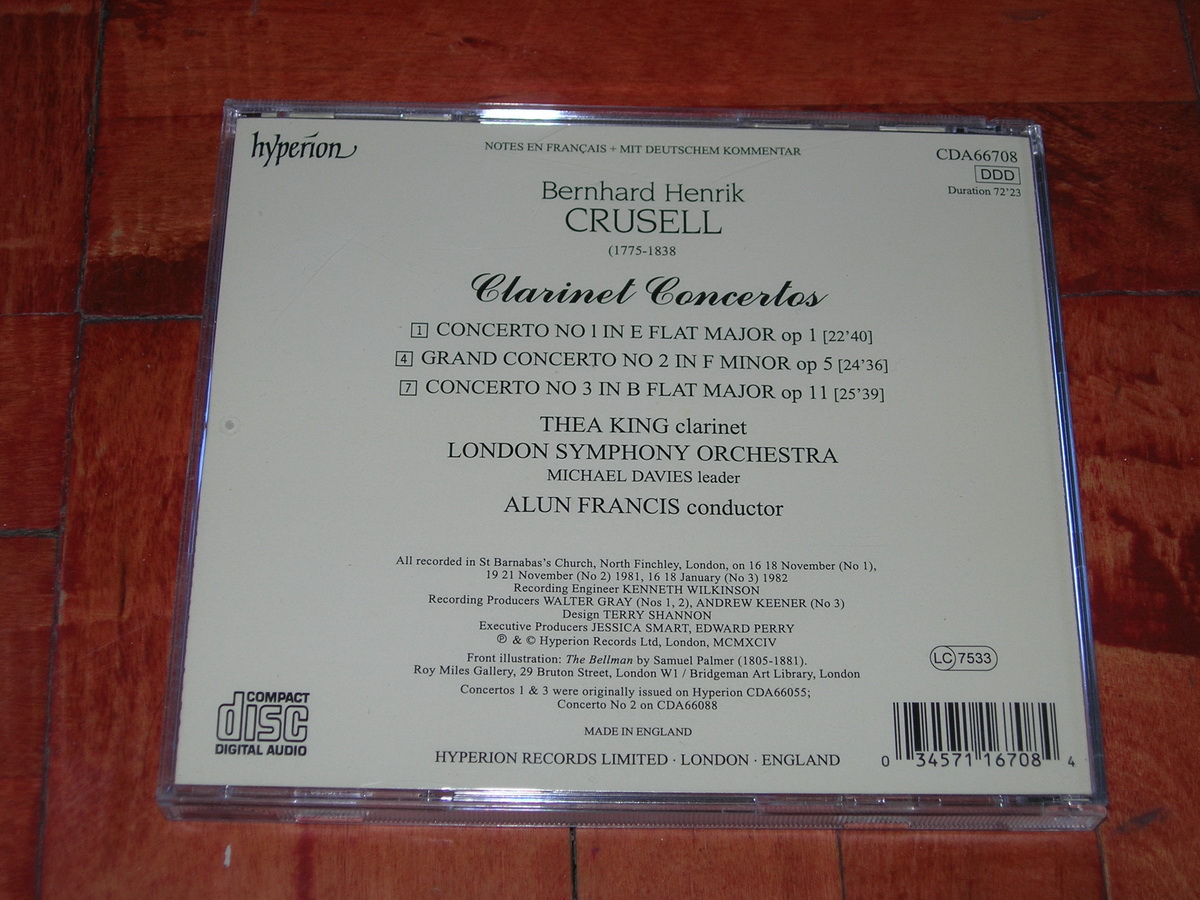 hyperion
NOTES EN FRANÇAIS + MIT DEUTSCHEM KOMMENTAR
CDA66708
DDD
Duration 72'23
Bernhard Henrik
CRUSELL
(1775-1838
Clarinet Concertos
1 CONCERTO NO 1 IN E FLAT MAJOR op 1 [22'40]
4 GRAND CONCERTO NO 2 IN F MINOR op 5 [24'36]
7 CONCERTO NO 3 IN B FLAT MAJOR op 11 [25'39]
THEA KING clarinet
LONDON SYMPHONY ORCHESTRA
MICHAEL DAVIES leader
ALUN FRANCIS conductor
All recorded in St Barnabas's Church, North Finchley, London, on 16 18 November (No 1),
19 21 November (No 2) 1981, 16 18 January (No 3) 1982
Recording Engineer KENNETH WILKINSON
Recording Producers WALTER GRAY (Nos 1, 2), ANDREW KEENER (No 3)
Design TERRY SHANNON
Executive Producers JESSICA SMART, EDWARD PERRY
℗ & © Hyperion Records Ltd, London, MCMXCIV
Front illustration: The Bellman by Samuel Palmer (1805-1881).
Roy Miles Gallery, 29 Bruton Street, London W1 / Bridgeman Art Library, London
Concertos 1 & 3 were originally issued on Hyperion CDA66055;
Concerto No 2 on CDA66088
LC 7533
COMPACT
disc
DIGITAL AUDIO
MADE IN ENGLAND
HYPERION RECORDS LIMITED · LONDON · ENGLAND
0 34571 16708 4